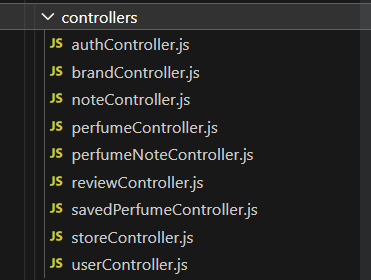 controllers
JS authController.js
JS brandController.js
JS noteController.js
JS perfumeController.js
JS perfumeNoteController.js
JS reviewController.js
JS savedPerfumeController.js
JS storeController.js
JS userController.js